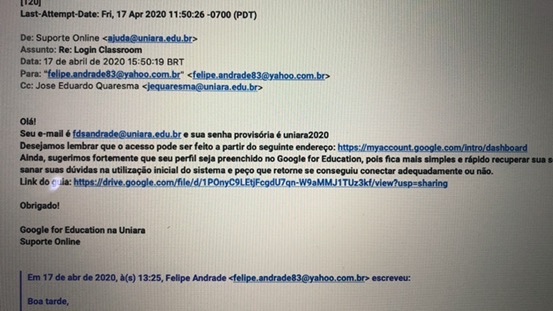 [120]
Last-Attempt-Date: Fri, 17 Apr 2020 11:50:26 -0700 (PDT)
De: Suporte Online <ajuda@uniara.edu.br>
Assunto: Re: Login Classroom
Data: 17 de abril de 2020 15:50:19 BRT
Para: "felipe.andrade83@yahoo.com.br" <felipe.andrade83@yahoo.com.br>
Cc: Jose Eduardo Quaresma <jequaresma@uniara.edu.br>
Olá!
Seu e-mail é fdsandrade@uniara.edu.br e sua senha provisória é uniara2020
Desejamos lembrar que o acesso pode ser feito a partir do seguinte endereço: https://myaccount.google.com/intro/dashboard
Ainda, sugerimos fortemente que seu perfil seja preenchido no Google for Education, pois fica mais simples e rápido recuperar sua s
sanar suas dúvidas na utilização inicial do sistema e peço que retorne se conseguiu conectar adequadamente ou não.
Link do guia: https://drive.google.com/file/d/1POnyC9LEtjFcgdU7qn-W9aMMJ1TUz3kf/view?usp=sharing
Obrigado!
Google for Education na Uniara
Suporte Online
Em 17 de abr de 2020, à(s) 13:25, Felipe Andrade <felipe.andrade83@yahoo.com.br> escreveu:
Boa tarde,